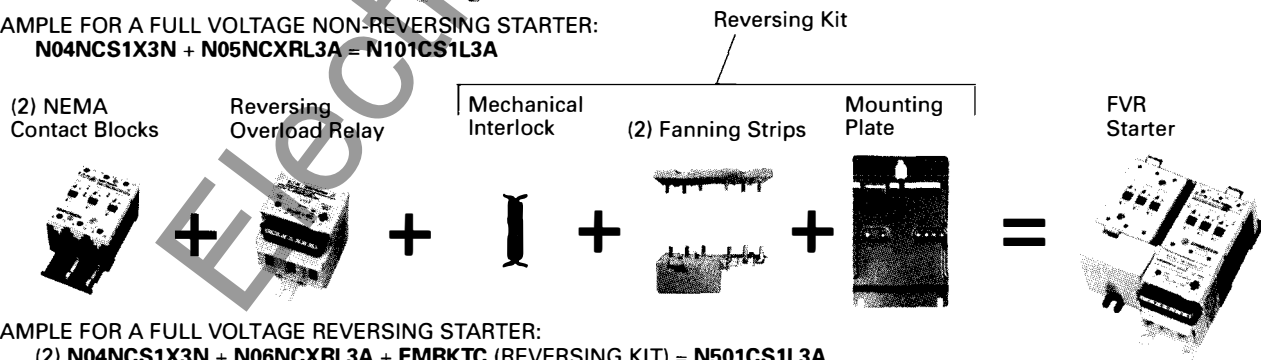 AMPLE FOR A FULL VOLTAGE NON-REVERSING STARTER:
N04NCS1X3N + N05NCXRL3A = N101CS1L3A
Reversing Kit
(2) NEMA
Contact Blocks
Reversing
Overload Relay
Mechanical
Interlock
(2) Fanning Strips
Mounting
Plate
FVR
Starter
+ + + + =
AMPLE FOR A FULL VOLTAGE REVERSING STARTER:
(2) N04NCS1X3N + N06NCXRL3A + EMRKTC (REVERSING KIT) = N501CS1L3A
Elect